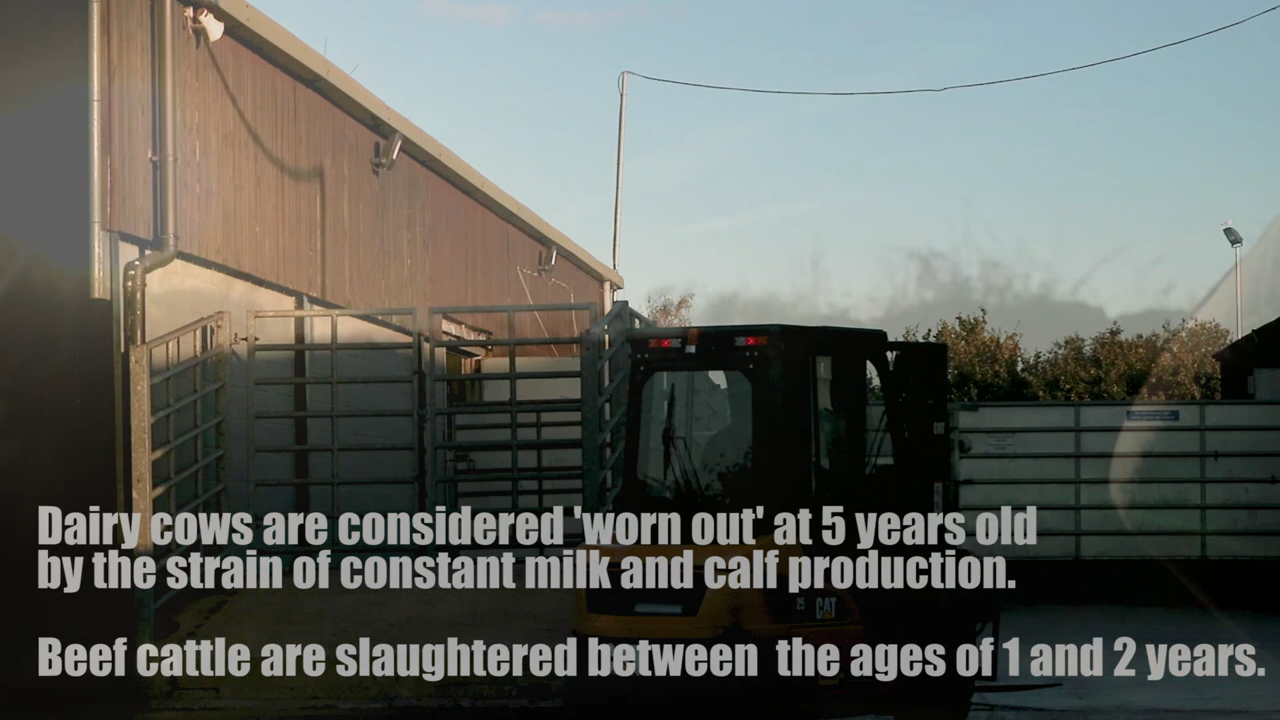 Dairy cows are considered 'worn out' at 5 years old
by the strain of constant milk and calf production.
Beef cattle are slaughtered between  the ages of 1 and 2 years.
25
CAT